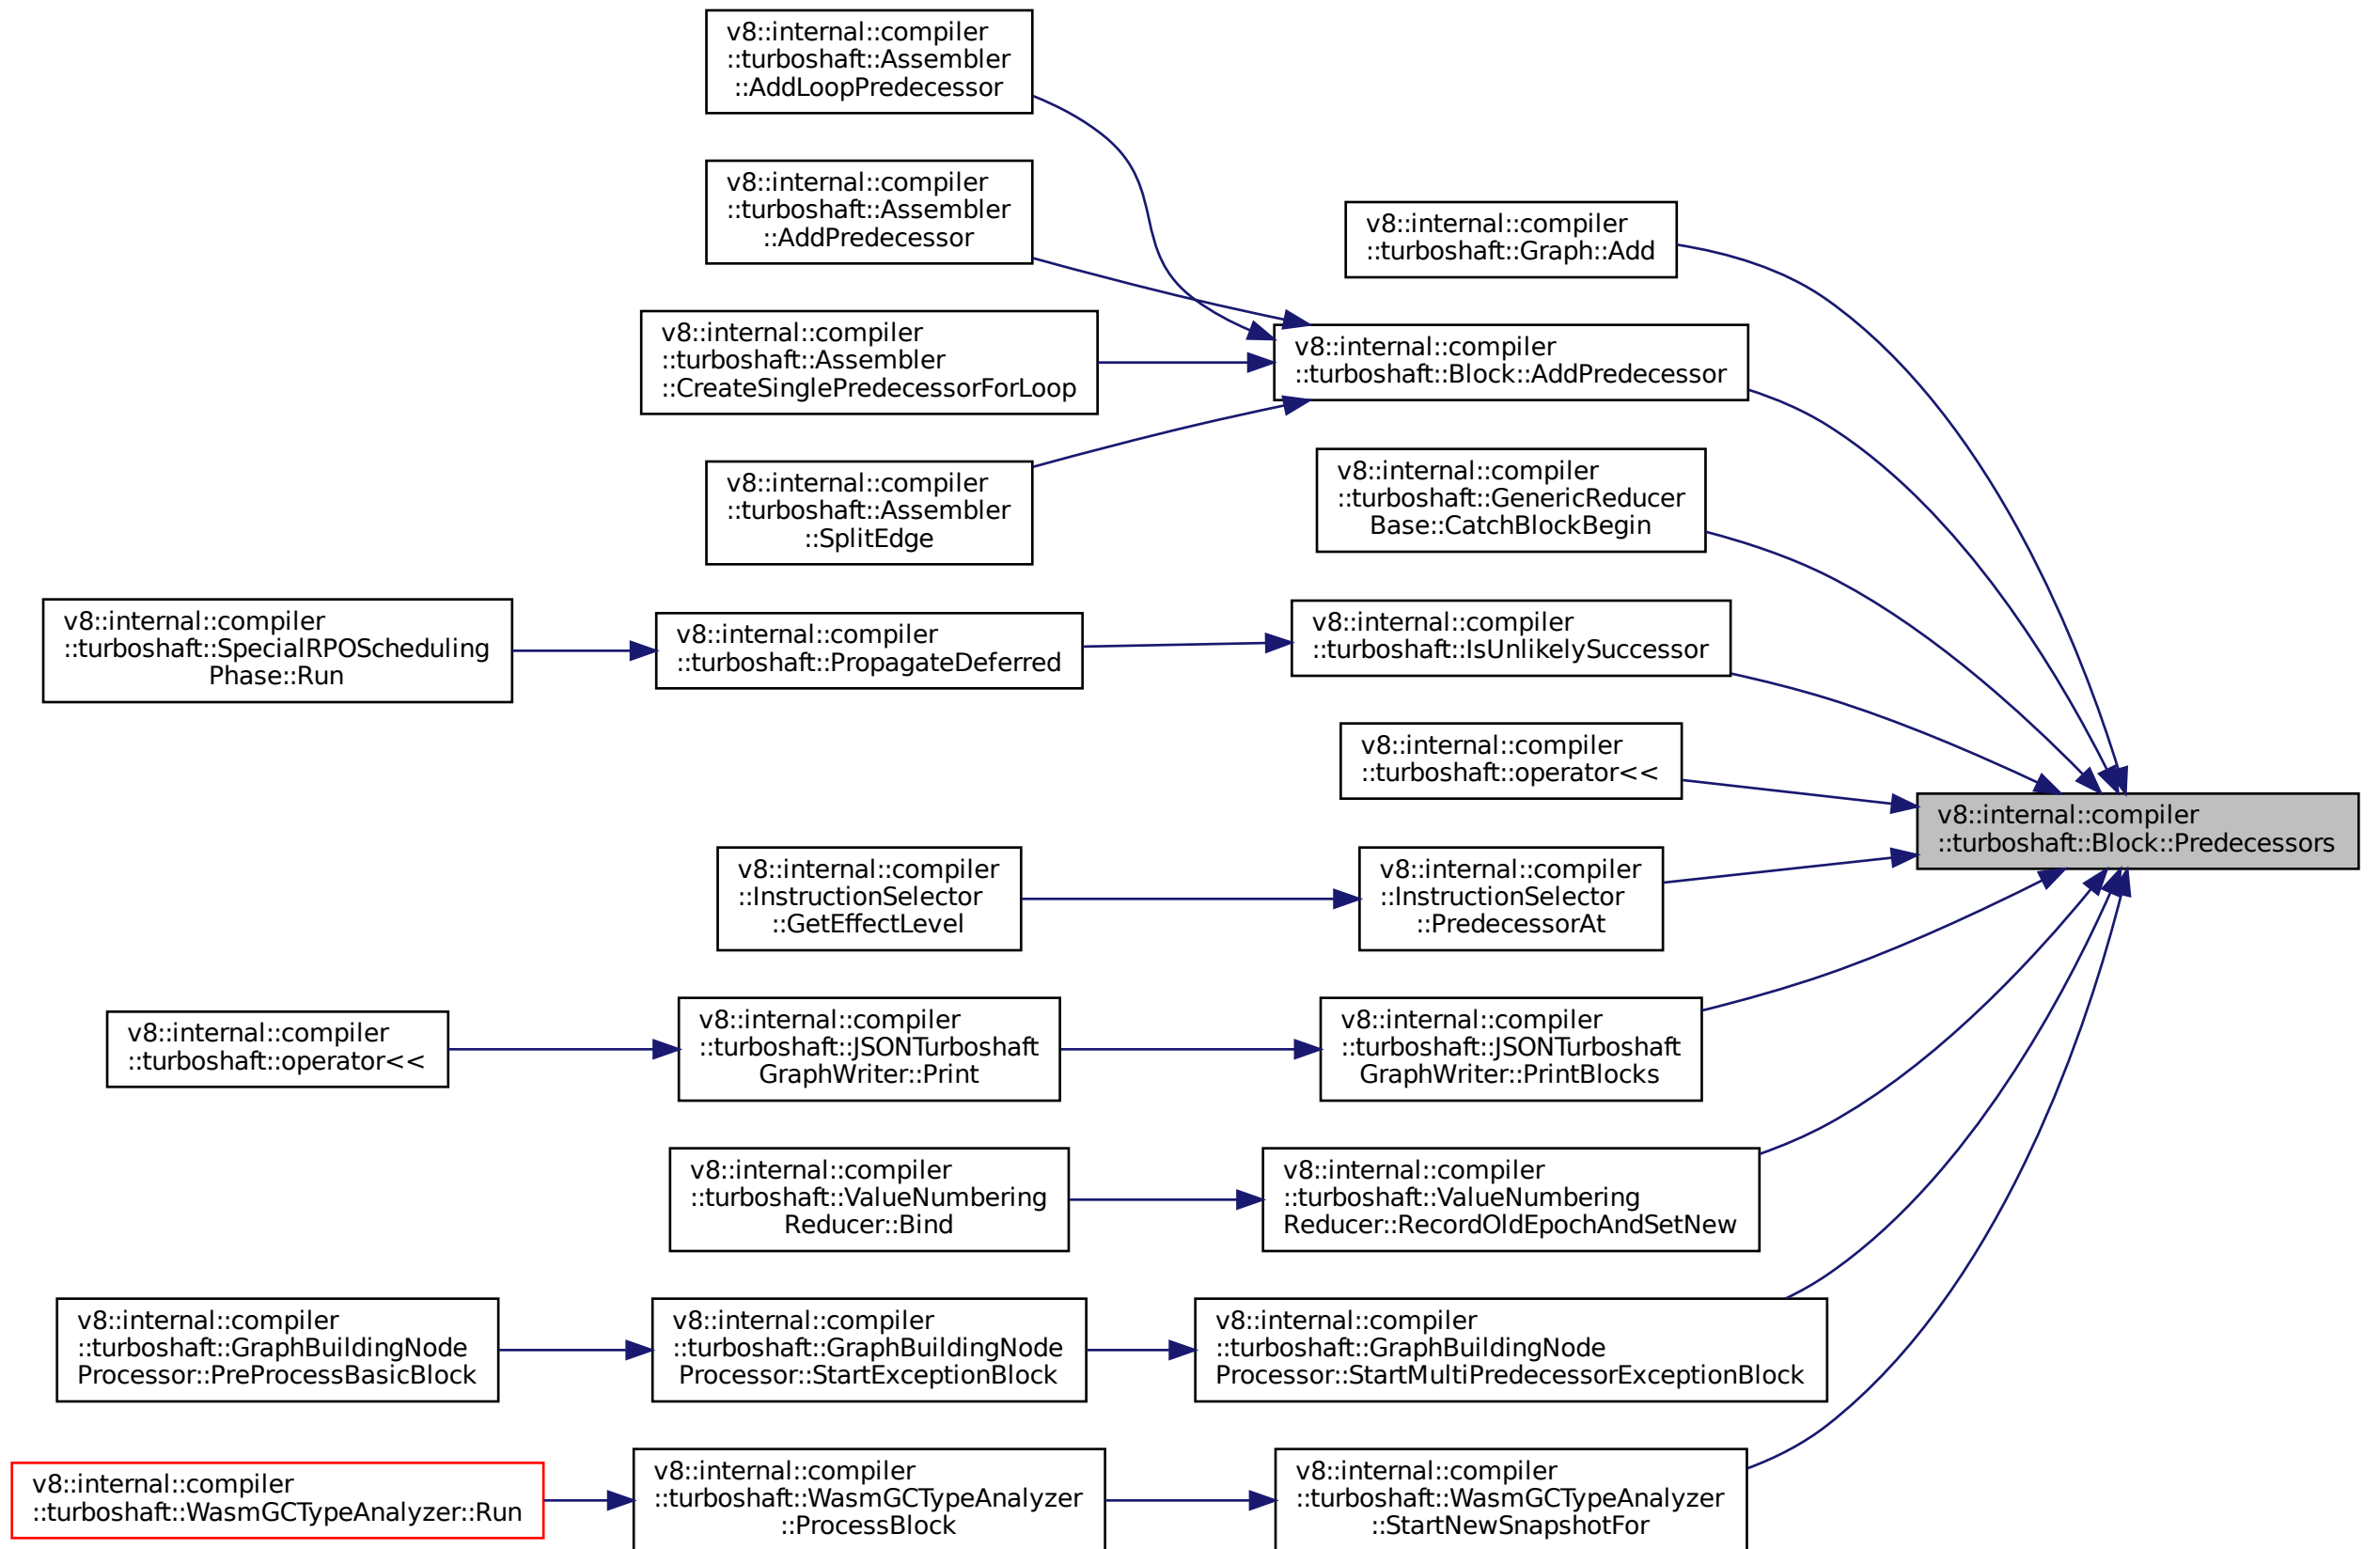 v8::internal::compiler
::turboshaft::Assembler
::AddLoopPredecessor
v8::internal::compiler
::turboshaft::Assembler
::AddPredecessor
v8::internal::compiler
::turboshaft::Graph::Add
v8::internal::compiler
::turboshaft::Assembler
::CreateSinglePredecessorForLoop
v8::internal::compiler
::turboshaft::Block::AddPredecessor
v8::internal::compiler
::turboshaft::Assembler
::SplitEdge
v8::internal::compiler
::turboshaft::GenericReducer
Base::CatchBlockBegin
v8::internal::compiler
::turboshaft::SpecialRPOScheduling
Phase::Run
v8::internal::compiler
::turboshaft::PropagateDeferred
v8::internal::compiler
::turboshaft::IsUnlikelySuccessor
v8::internal::compiler
::turboshaft::operator<<
v8::internal::compiler
::turboshaft::Block::Predecessors
v8::internal::compiler
::InstructionSelector
::GetEffectLevel
v8::internal::compiler
::InstructionSelector
::PredecessorAt
v8::internal::compiler
::turboshaft::operator<<
v8::internal::compiler
::turboshaft::JSONTurboshaft
GraphWriter::Print
v8::internal::compiler
::turboshaft::JSONTurboshaft
GraphWriter::PrintBlocks
v8::internal::compiler
::turboshaft::ValueNumbering
Reducer::Bind
v8::internal::compiler
::turboshaft::ValueNumbering
Reducer::RecordOldEpochAndSetNew
v8::internal::compiler
::turboshaft::GraphBuildingNode
Processor::PreProcessBasicBlock
v8::internal::compiler
::turboshaft::GraphBuildingNode
Processor::StartExceptionBlock
v8::internal::compiler
::turboshaft::GraphBuildingNode
Processor::StartMultiPredecessorExceptionBlock
v8::internal::compiler
::turboshaft::WasmGCTypeAnalyzer::Run
v8::internal::compiler
::turboshaft::WasmGCTypeAnalyzer
::ProcessBlock
v8::internal::compiler
::turboshaft::WasmGCTypeAnalyzer
::StartNewSnapshotFor